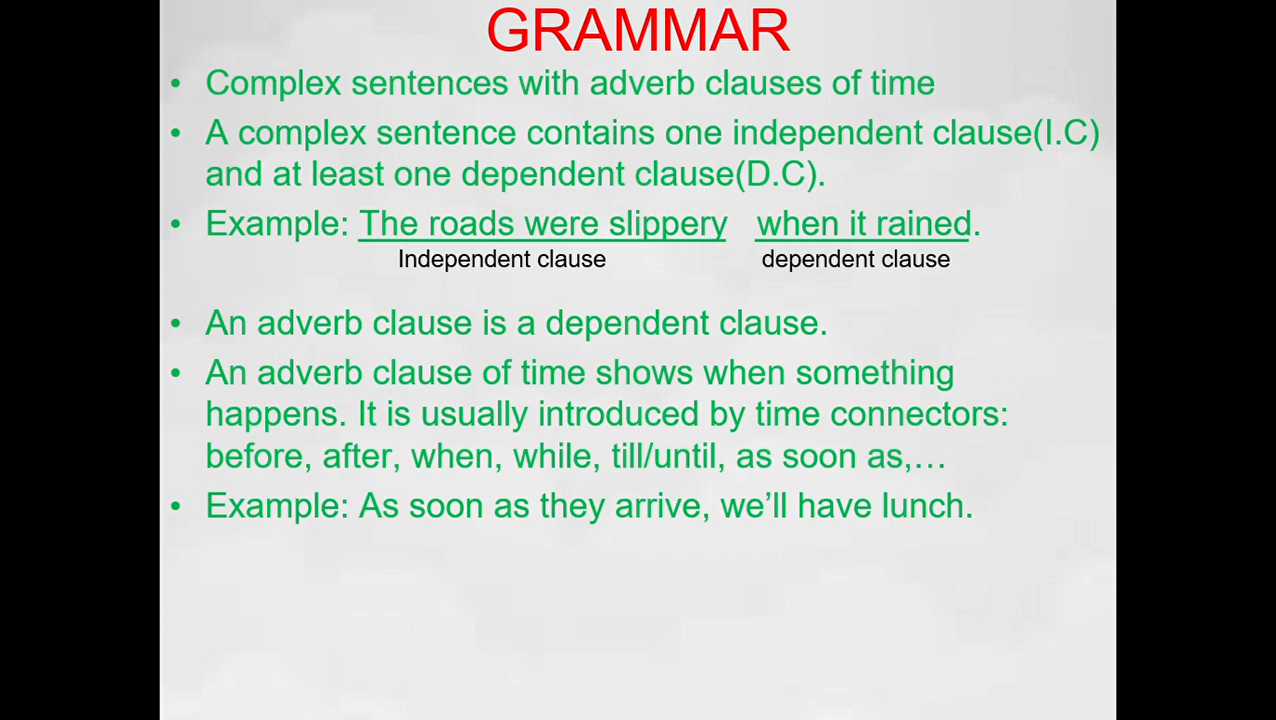 GRAMMAR
• Complex sentences with adverb clauses of time
• A complex sentence contains one independent clause(I.C)
and at least one dependent clause(D.C).
• Example: The roads were slippery when it rained.
Independent clause dependent clause
• An adverb clause is a dependent clause.
• An adverb clause of time shows when something
happens. It is usually introduced by time connectors:
before, after, when, while, till/until, as soon as,…
• Example: As soon as they arrive, we’ll have lunch.